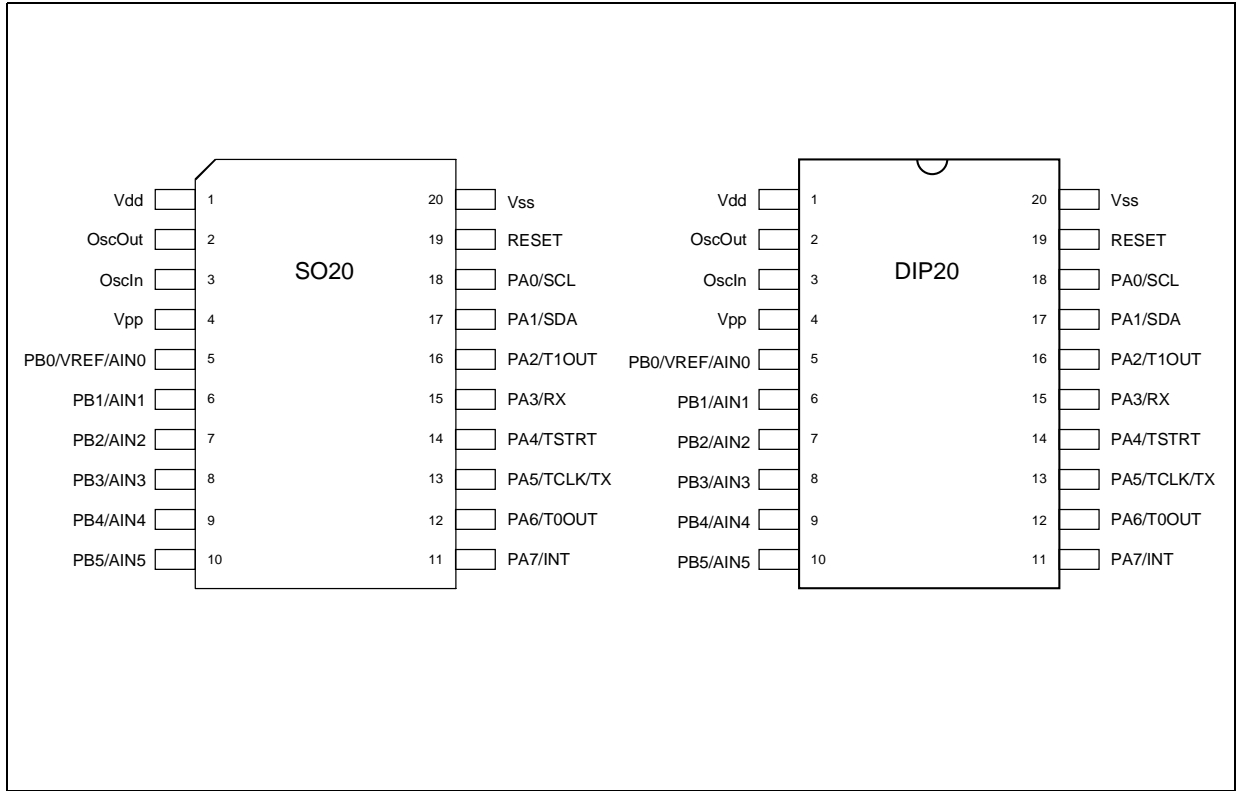 SO20
Vdd 1 20 Vss
OscOut 2 19 RESET
OscIn 3 18 PA0/SCL
Vpp 4 17 PA1/SDA
PB0/VREF/AIN0 5 16 PA2/T1OUT
PB1/AIN1 6 15 PA3/RX
PB2/AIN2 7 14 PA4/TSTRT
PB3/AIN3 8 13 PA5/TCLK/TX
PB4/AIN4 9 12 PA6/T0OUT
PB5/AIN5 10 11 PA7/INT
DIP20
Vdd 1 20 Vss
OscOut 2 19 RESET
OscIn 3 18 PA0/SCL
Vpp 4 17 PA1/SDA
PB0/VREF/AIN0 5 16 PA2/T1OUT
PB1/AIN1 6 15 PA3/RX
PB2/AIN2 7 14 PA4/TSTRT
PB3/AIN3 8 13 PA5/TCLK/TX
PB4/AIN4 9 12 PA6/T0OUT
PB5/AIN5 10 11 PA7/INT